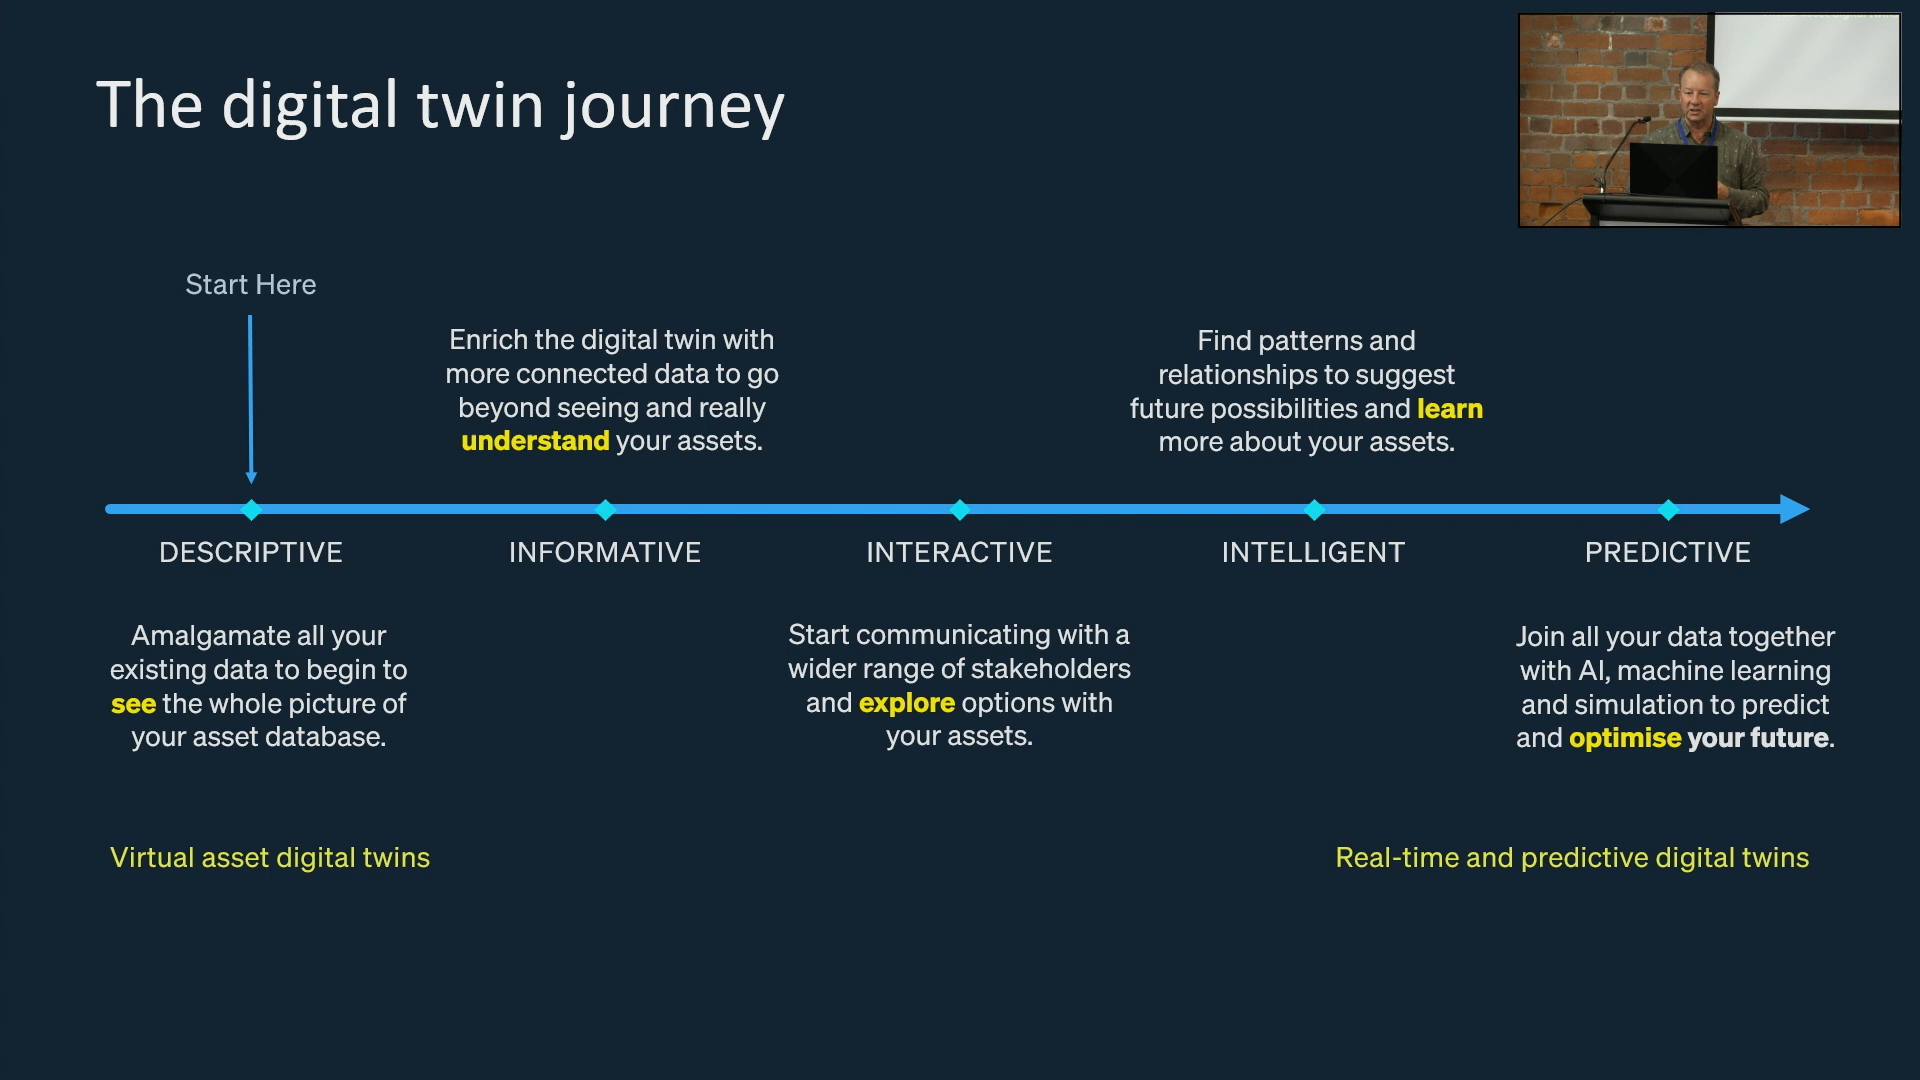 The digital twin journey
Start Here
Enrich the digital twin with
more connected data to go
beyond seeing and really
understand your assets.
Find patterns and
relationships to suggest
future possibilities and learn
more about your assets.
DESCRIPTIVE
INFORMATIVE
INTERACTIVE
INTELLIGENT
PREDICTIVE
Amalgamate all your
existing data to begin to
see the whole picture of
your asset database.
Start communicating with a
wider range of stakeholders
and explore options with
your assets.
Join all your data together
with AI, machine learning
and simulation to predict
and optimise your future.
Virtual asset digital twins
Real-time and predictive digital twins